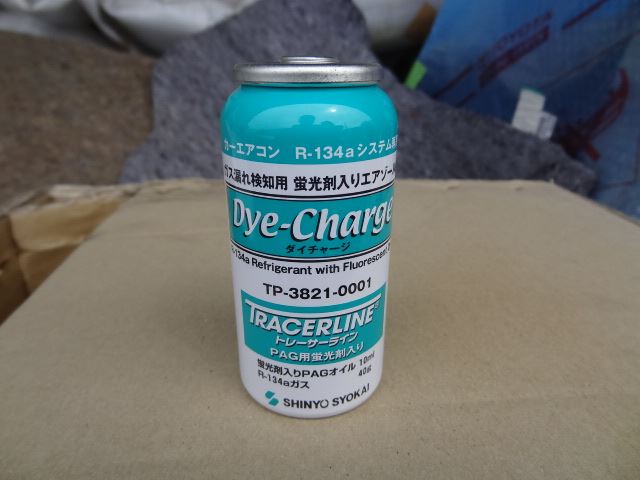 カーエアコン R-134aシステム
ガス漏れ検知用 蛍光剤入りエアゾール
Dye-Charge
ダイチャージ
R-134a Refrigerant with Fluorescent
TP-3821-0001
TRACERLINE
トレーサーライン
PAG用蛍光剤入り
蛍光剤入りPAGオイル 10ml
R-134aガス 40g
SHINYO SYOKAI
TOYOTA